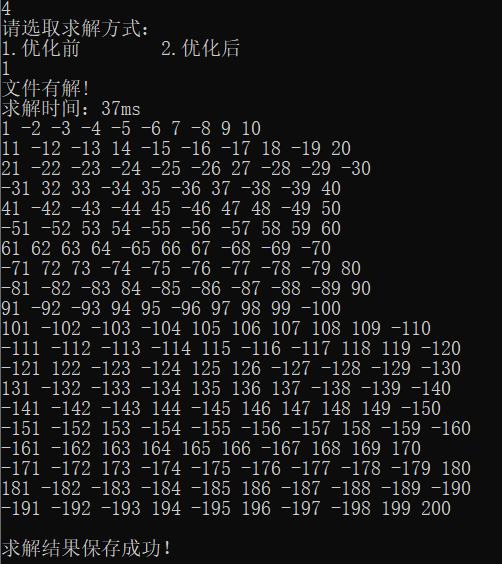 4
请选取求解方式：
1.优化前        2.优化后
1
文件有解！
求解时间：37ms
1 -2 -3 -4 -5 -6 7 -8 9 10
11 -12 -13 14 -15 -16 -17 18 -19 20
21 -22 -23 -24 -25 -26 27 -28 -29 -30
-31 32 33 -34 35 -36 37 -38 -39 40
41 -42 -43 -44 45 -46 47 48 -49 50
-51 -52 53 54 -55 -56 -57 58 59 60
61 62 63 64 -65 66 67 -68 -69 -70
-71 72 73 -74 -75 -76 -77 -78 -79 80
-81 -82 -83 84 -85 -86 -87 -88 -89 90
91 -92 -93 94 95 -96 97 98 99 -100
101 -102 -103 -104 105 106 107 108 109 -110
-111 -112 -113 -114 115 -116 -117 118 119 -120
-121 122 -123 -124 125 126 -127 -128 -129 -130
131 -132 -133 -134 135 136 137 -138 -139 -140
-141 -142 -143 144 -145 146 147 148 149 -150
-151 -152 153 -154 -155 -156 -157 158 -159 -160
-161 -162 163 164 165 166 -167 168 169 170
-171 -172 173 -174 -175 -176 -177 -178 -179 180
181 -182 -183 -184 -185 186 -187 -188 -189 -190
-191 -192 -193 194 -195 196 -197 -198 199 200
求解结果保存成功！